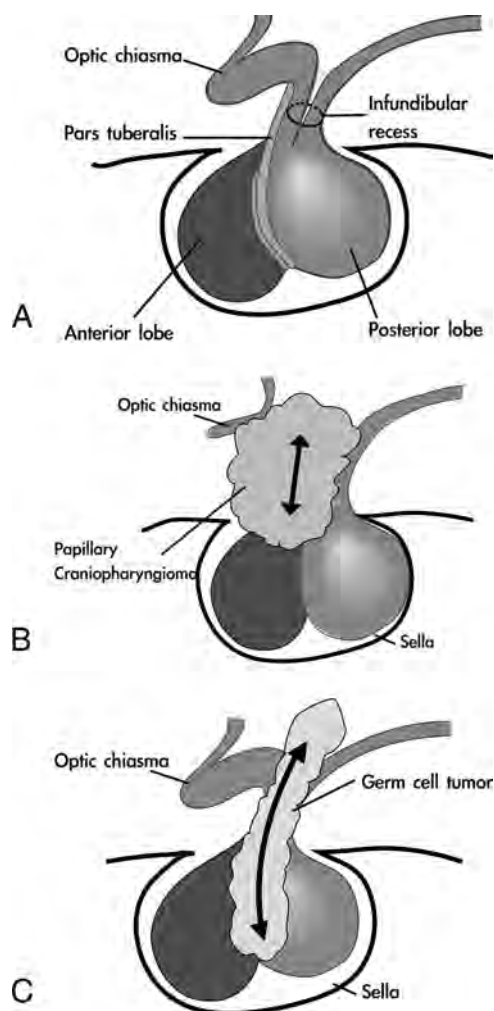 Optic chiasma
Infundibular
recess
Pars tuberalis
Anterior lobe
Posterior lobe
A
Optic chiasma
Papillary
Craniopharyngioma
Sella
B
Optic chiasma
Germ cell tumor
Sella
C